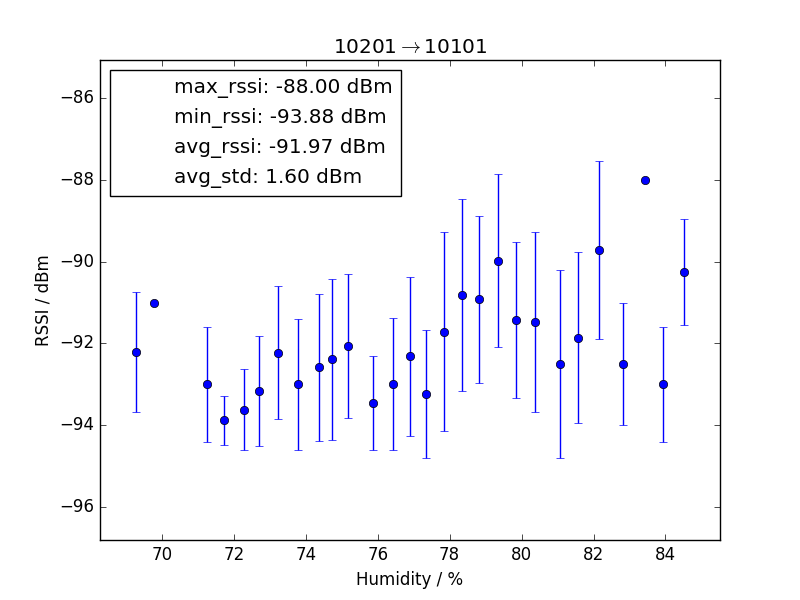 10201→10101
max_rssi: -88.00 dBm
min_rssi: -93.88 dBm
avg_rssi: -91.97 dBm
avg_std: 1.60 dBm
RSSI / dBm
−86
−88
−90
−92
−94
−96
70 72 74 76 78 80 82 84
Humidity / %